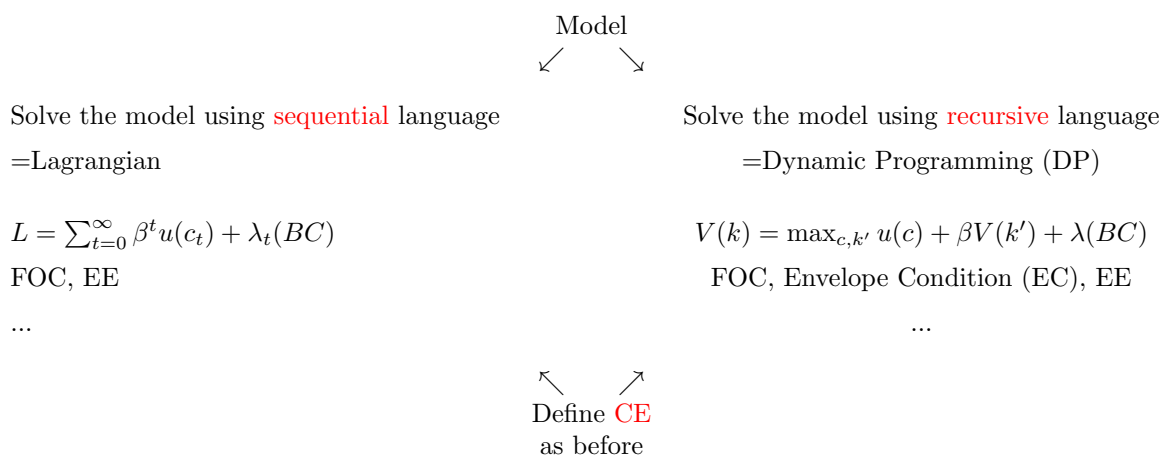 Model
Solve the model using sequential language
=Lagrangian
L = ∑_{t=0}^{∞} β^t u(c_t) + λ_t(BC)
FOC, EE
...
Solve the model using recursive language
=Dynamic Programming (DP)
V(k) = max_{c,k′} u(c) + βV(k′) + λ(BC)
FOC, Envelope Condition (EC), EE
...
Define CE
as before